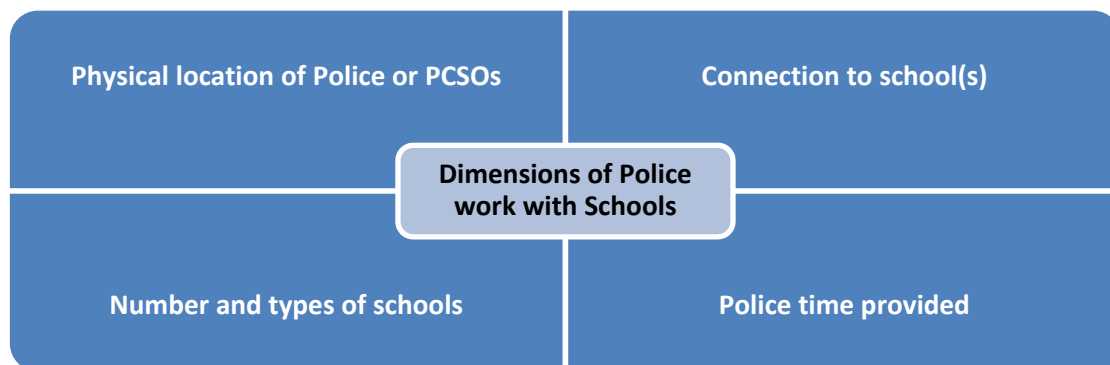 Physical location of Police or PCSOs
Connection to school(s)
Dimensions of Police
work with Schools
Number and types of schools
Police time provided